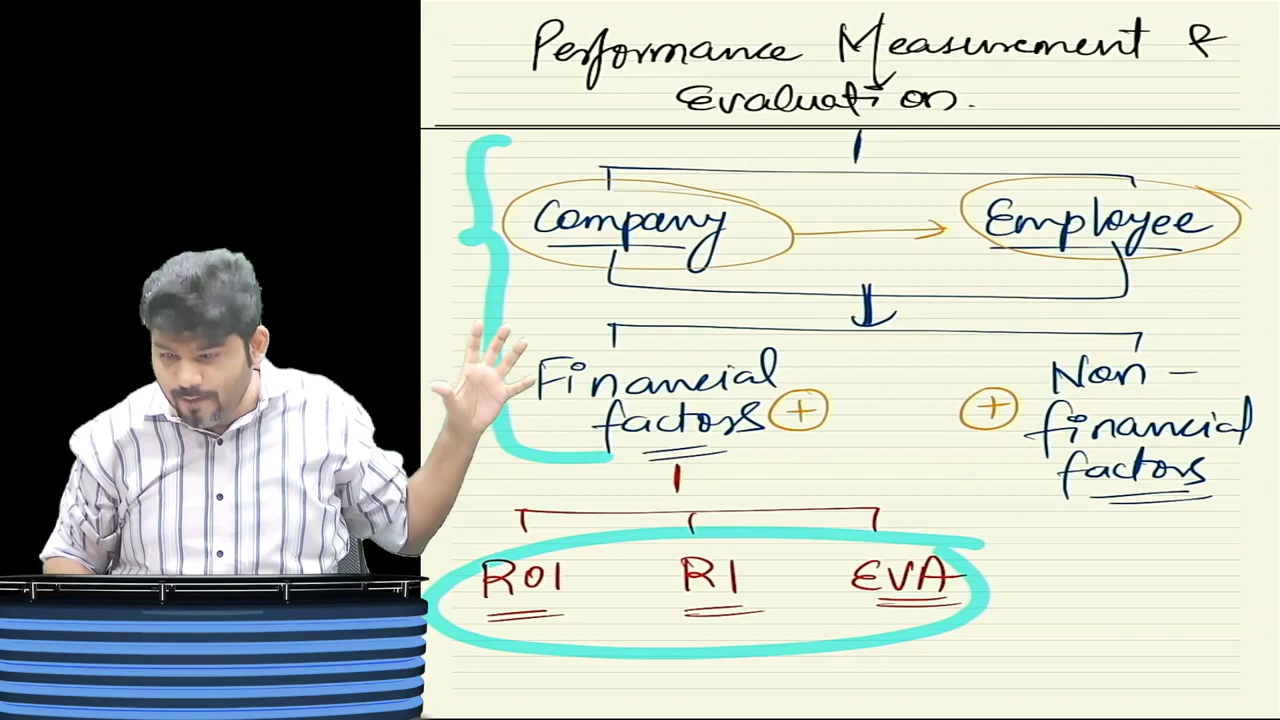 Performance Measurement &
Evaluation.
Company
Employee
Financial
factors +
+ Non-
financial
factors
ROI RI EVA